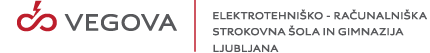 VEGOVA
ELEKTROTEHNIŠKO - RAČUNALNIŠKA
STROKOVNA ŠOLA IN GIMNAZIJA
LJUBLJANA